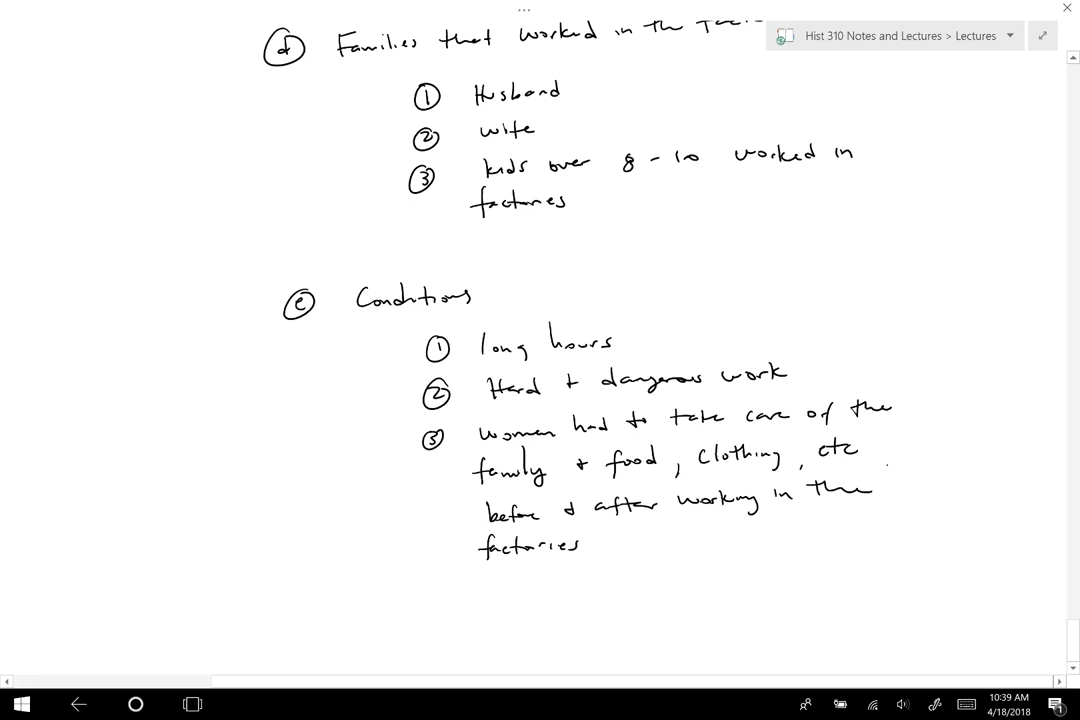 Hist 310 Notes and Lectures > Lectures
(d) Families that worked in the
(1) Husband
(2) wife
(3) kids over 8 - 10 worked in
factories
(e) Conditions
(1) long hours
(2) Hard + dangerous work
(3) women had to take care of the
family + food, clothing, etc
before + after working in the
factories
10:39 AM
4/18/2018
1